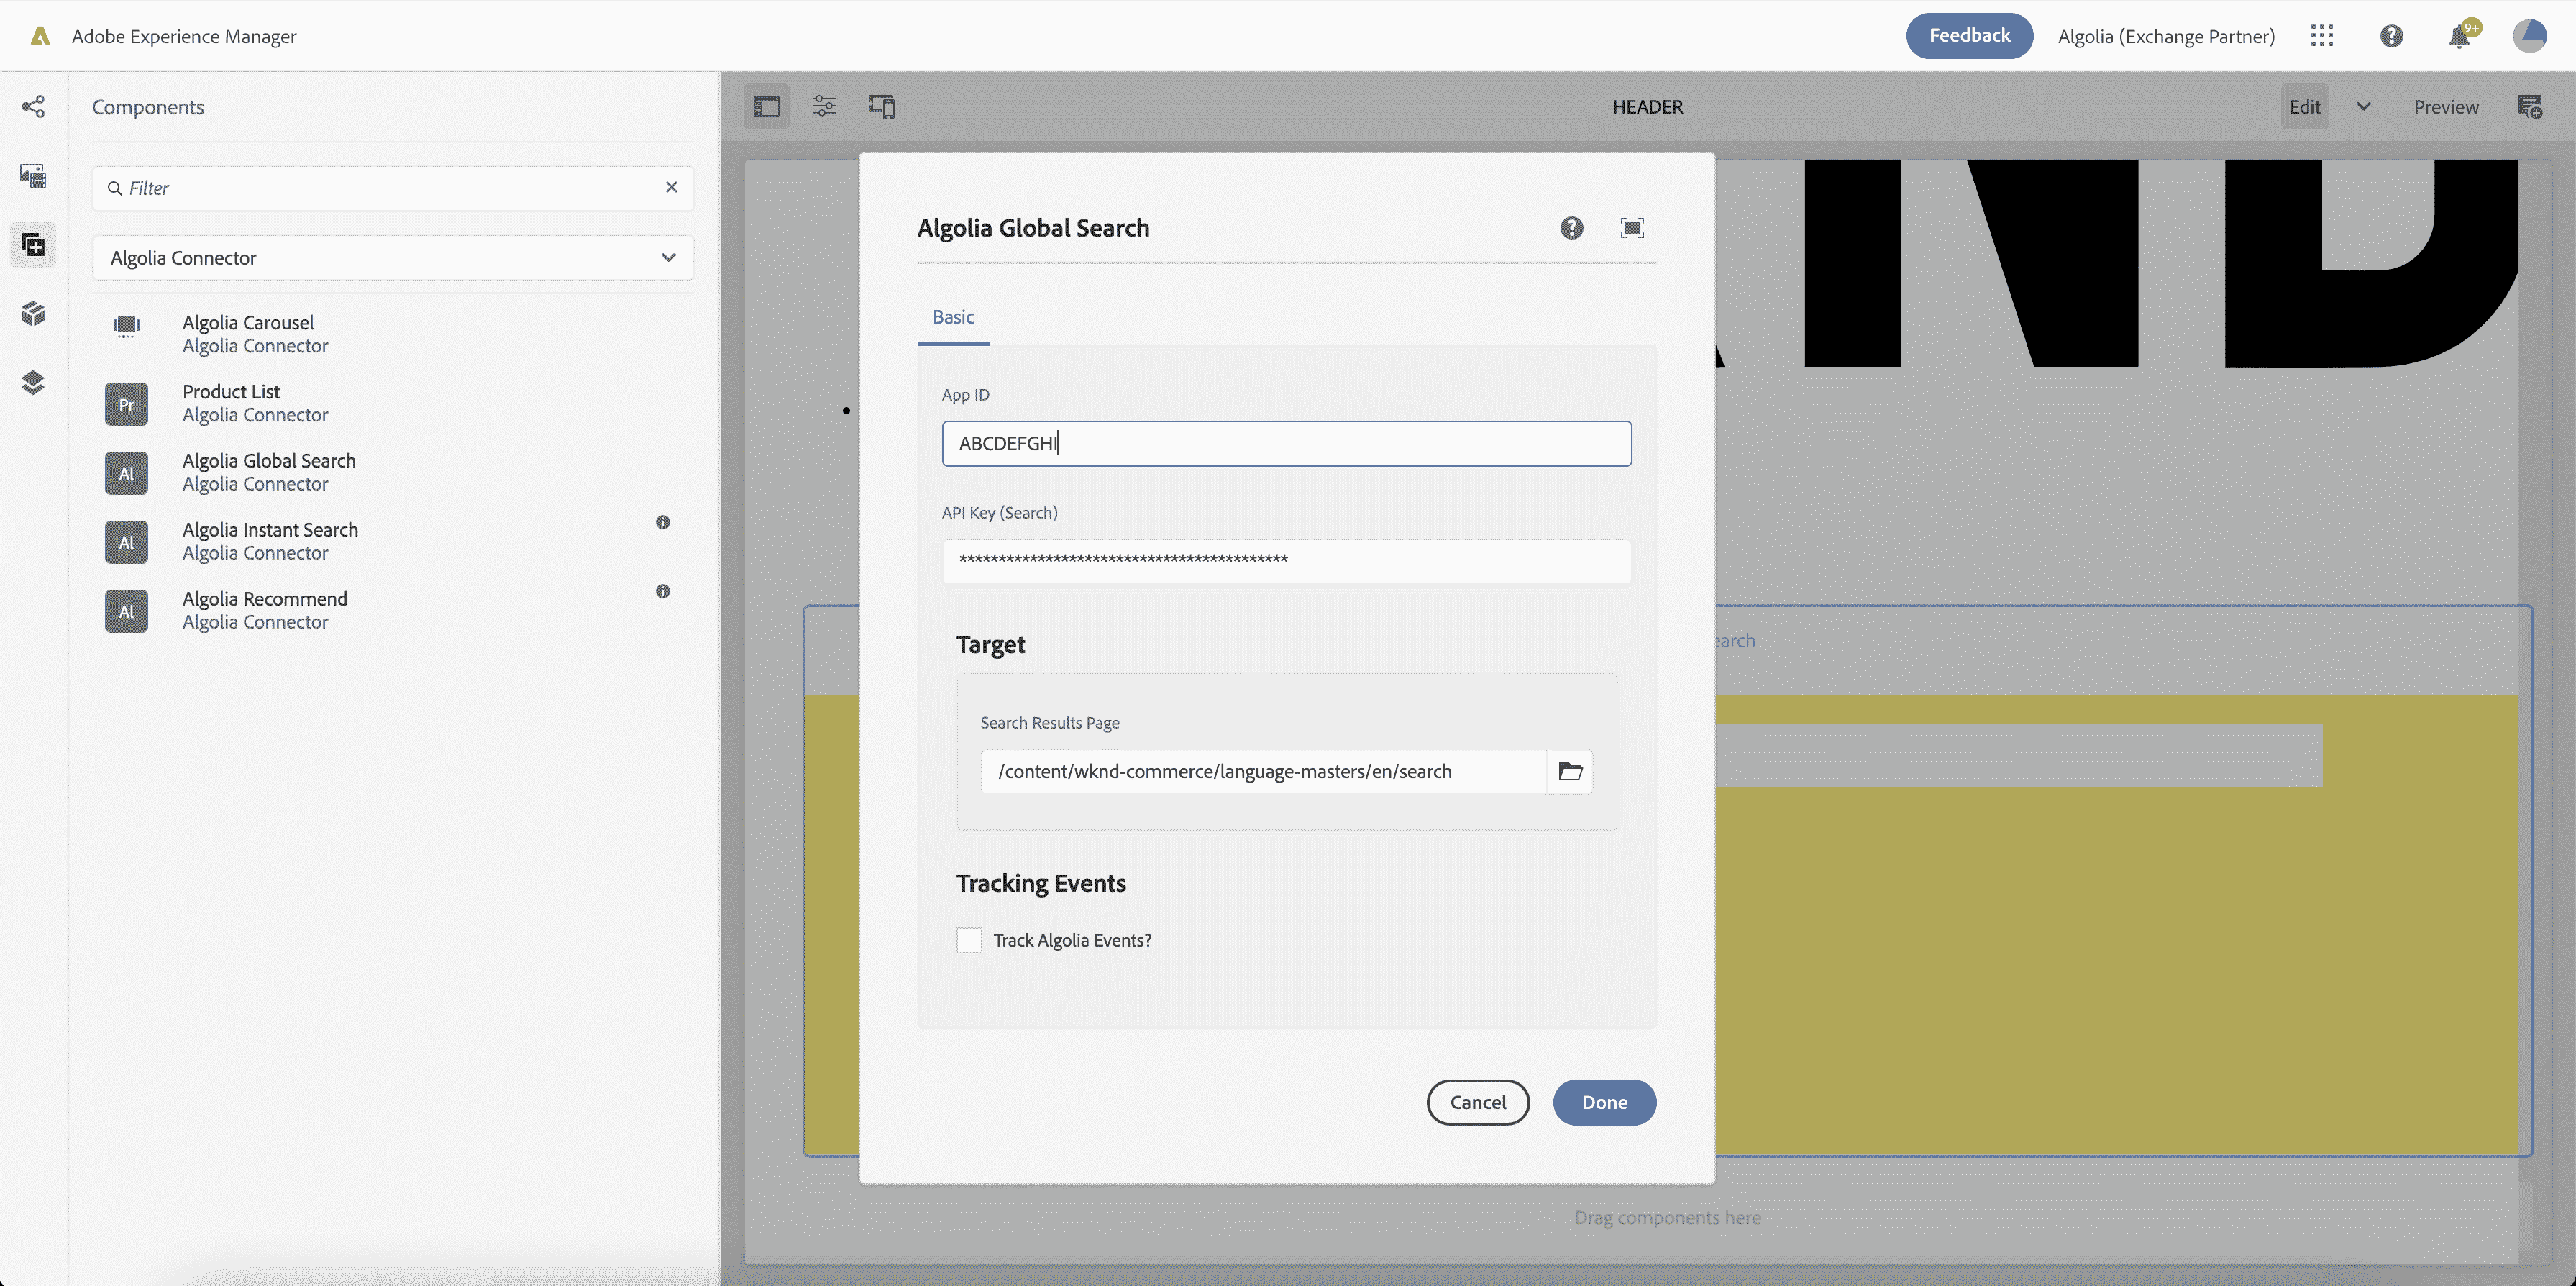 Adobe Experience Manager
Feedback
Algolia (Exchange Partner)
9+
Components
Filter
Algolia Connector
Algolia Carousel
Algolia Connector
Pr
Product List
Algolia Connector
Al
Algolia Global Search
Algolia Connector
Al
Algolia Instant Search
Algolia Connector
Al
Algolia Recommend
Algolia Connector
HEADER
Edit
Preview
ND
Algolia Global Search
Basic
App ID
ABCDEFGHI
API Key (Search)
******************************************
Target
Search Results Page
/content/wknd-commerce/language-masters/en/search
Tracking Events
Track Algolia Events?
Cancel
Done
earch
Drag components here